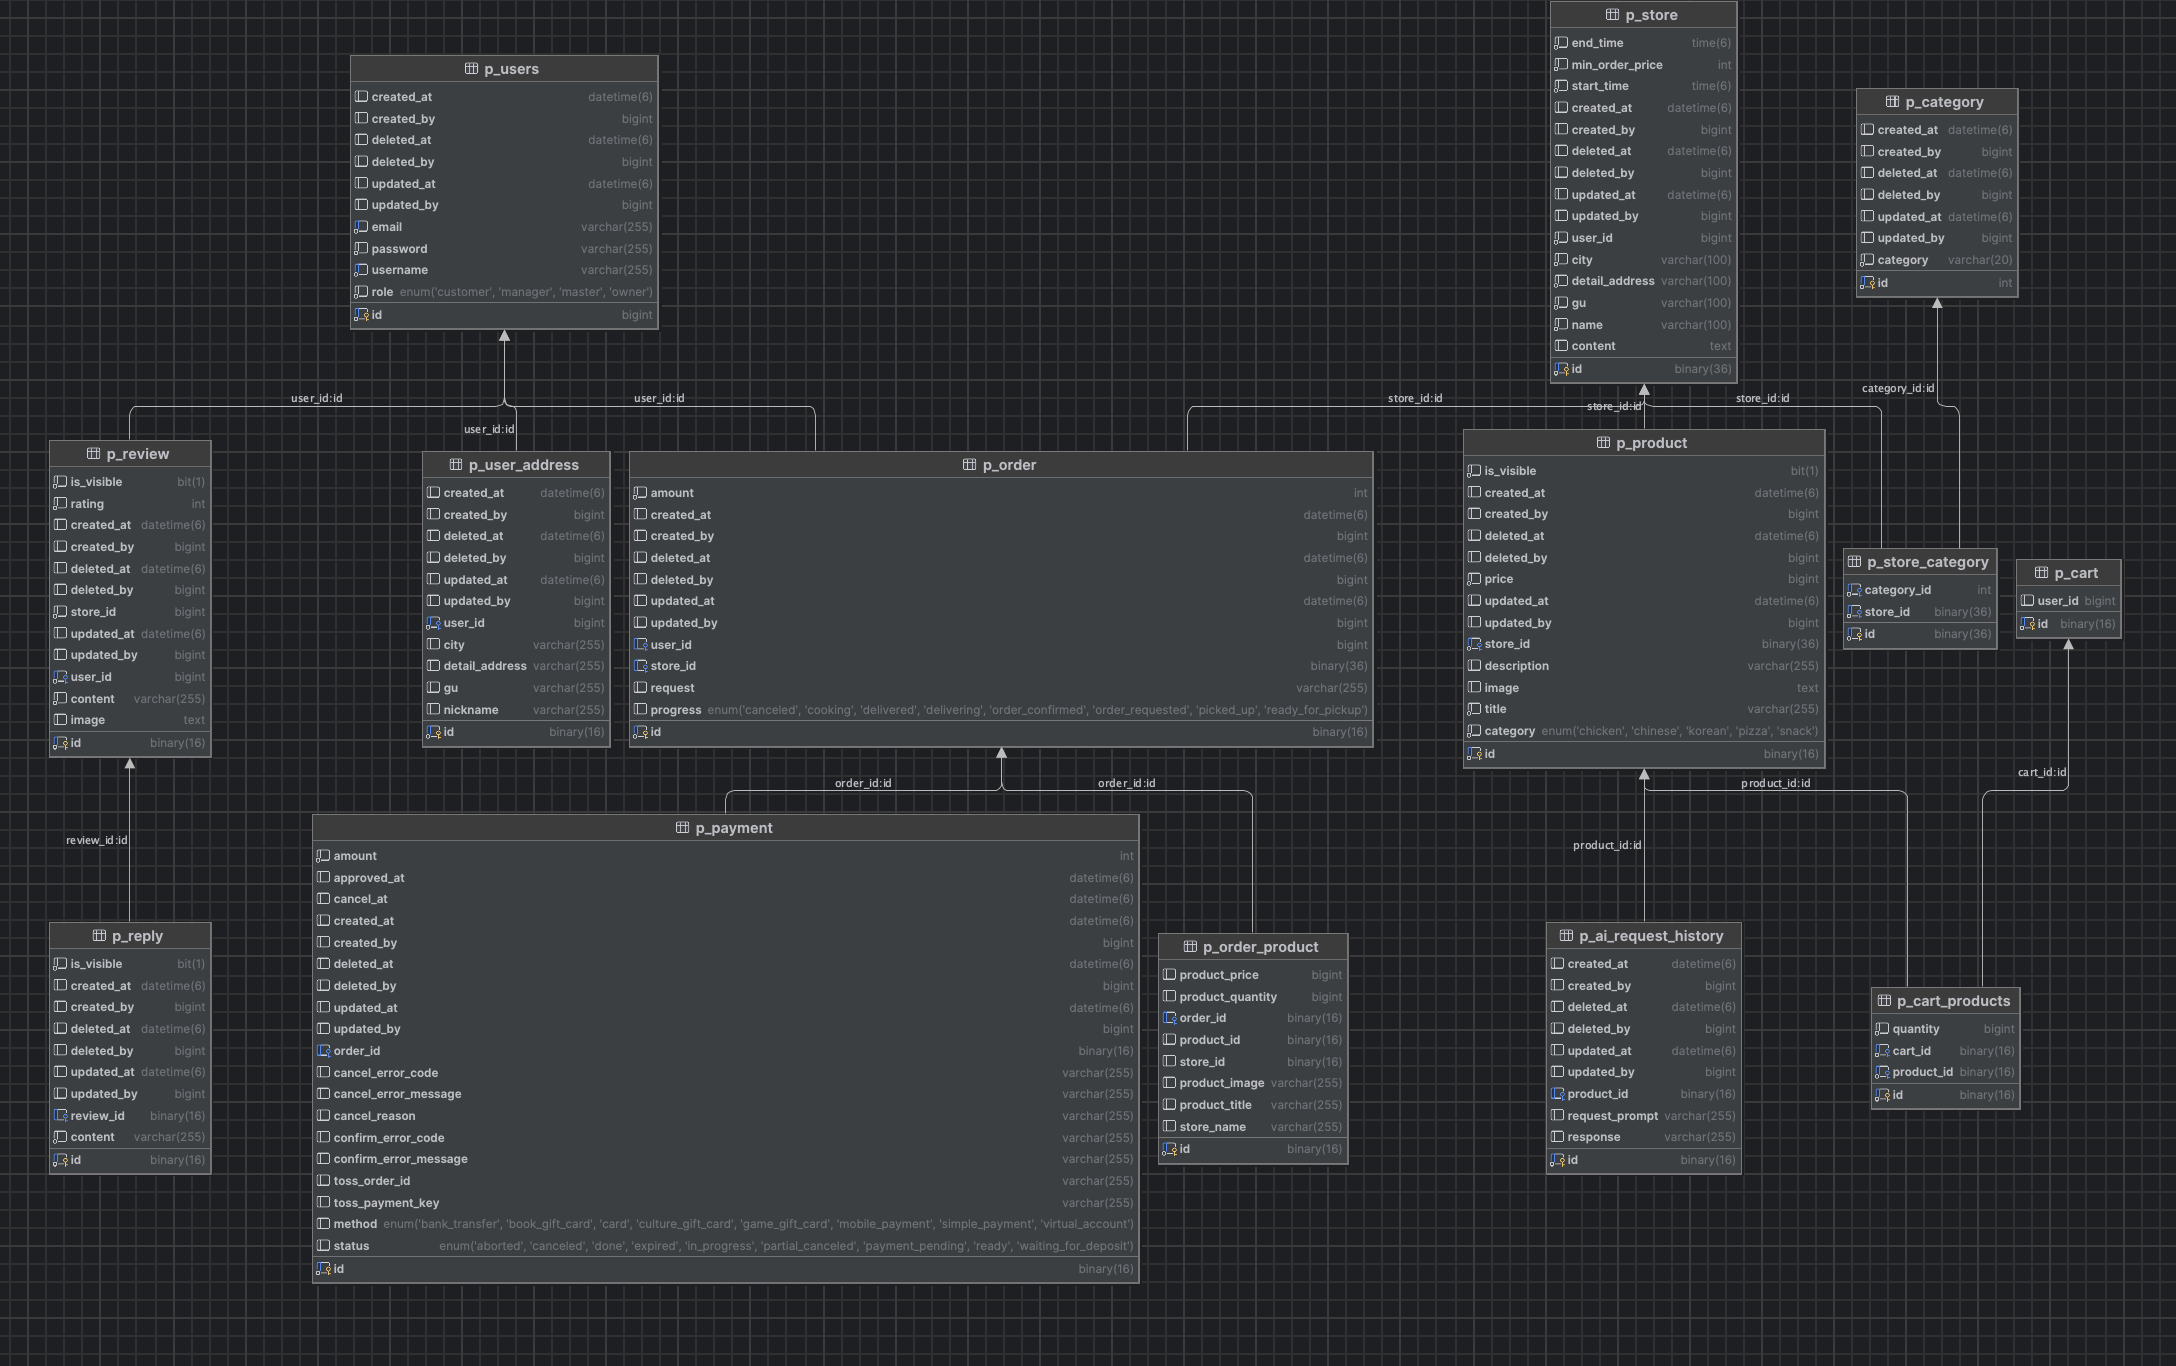 p_users
created_at datetime(6)
created_by bigint
deleted_at datetime(6)
deleted_by bigint
updated_at datetime(6)
updated_by bigint
email varchar(255)
password varchar(255)
username varchar(255)
role enum('customer', 'manager', 'master', 'owner')
id bigint
p_store
end_time time(6)
min_order_price int
start_time time(6)
created_at datetime(6)
created_by bigint
deleted_at datetime(6)
deleted_by bigint
updated_at datetime(6)
updated_by bigint
user_id bigint
city varchar(100)
detail_address varchar(100)
gu varchar(100)
name varchar(100)
content text
id binary(36)
p_category
created_at datetime(6)
created_by bigint
deleted_at datetime(6)
deleted_by bigint
updated_at datetime(6)
updated_by bigint
category varchar(20)
id int
user_id:id
user_id:id
user_id:id
store_id:id
store_id:id
store_id:id
category_id:id
p_review
is_visible bit(1)
rating int
created_at datetime(6)
created_by bigint
deleted_at datetime(6)
deleted_by bigint
store_id bigint
updated_at datetime(6)
updated_by bigint
user_id bigint
content varchar(255)
image text
id binary(16)
p_user_address
created_at datetime(6)
created_by bigint
deleted_at datetime(6)
deleted_by bigint
updated_at datetime(6)
updated_by bigint
user_id bigint
city varchar(255)
detail_address varchar(255)
gu varchar(255)
nickname varchar(255)
id binary(16)
p_order
amount int
created_at datetime(6)
created_by bigint
deleted_at datetime(6)
deleted_by bigint
updated_at datetime(6)
updated_by bigint
user_id bigint
store_id binary(36)
request varchar(255)
progress enum('canceled', 'cooking', 'delivered', 'delivering', 'order_confirmed', 'order_requested', 'picked_up', 'ready_for_pickup')
id binary(16)
p_product
is_visible bit(1)
created_at datetime(6)
created_by bigint
deleted_at datetime(6)
deleted_by bigint
price bigint
updated_at datetime(6)
updated_by bigint
store_id binary(36)
description varchar(255)
image text
title varchar(255)
category enum('chicken', 'chinese', 'korean', 'pizza', 'snack')
id binary(16)
p_store_category
category_id int
store_id binary(36)
id binary(36)
p_cart
user_id bigint
id binary(16)
order_id:id
order_id:id
product_id:id
cart_id:id
review_id:id
product_id:id
p_reply
is_visible bit(1)
created_at datetime(6)
created_by bigint
deleted_at datetime(6)
deleted_by bigint
updated_at datetime(6)
updated_by bigint
review_id binary(16)
content varchar(255)
id binary(16)
p_payment
amount int
approved_at datetime(6)
cancel_at datetime(6)
created_at datetime(6)
created_by bigint
deleted_at datetime(6)
deleted_by bigint
updated_at datetime(6)
updated_by bigint
order_id binary(16)
cancel_error_code varchar(255)
cancel_error_message varchar(255)
cancel_reason varchar(255)
confirm_error_code varchar(255)
confirm_error_message varchar(255)
toss_order_id varchar(255)
toss_payment_key varchar(255)
method enum('bank_transfer', 'book_gift_card', 'card', 'culture_gift_card', 'game_gift_card', 'mobile_payment', 'simple_payment', 'virtual_account')
status enum('aborted', 'canceled', 'done', 'expired', 'in_progress', 'partial_canceled', 'payment_pending', 'ready', 'waiting_for_deposit')
id binary(16)
p_order_product
product_price bigint
product_quantity bigint
order_id binary(16)
product_id binary(16)
store_id binary(16)
product_image varchar(255)
product_title varchar(255)
store_name varchar(255)
id binary(16)
p_ai_request_history
created_at datetime(6)
created_by bigint
deleted_at datetime(6)
deleted_by bigint
updated_at datetime(6)
updated_by bigint
product_id binary(16)
request_prompt varchar(255)
response varchar(255)
id binary(16)
p_cart_products
quantity bigint
cart_id binary(16)
product_id binary(16)
id binary(16)